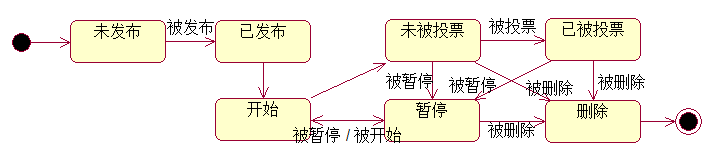 未发布
被发布
已发布
未被投票
被投票
已被投票
被暂停
被暂停
被删除
被删除
开始
被暂停 / 被开始
暂停
被删除
删除